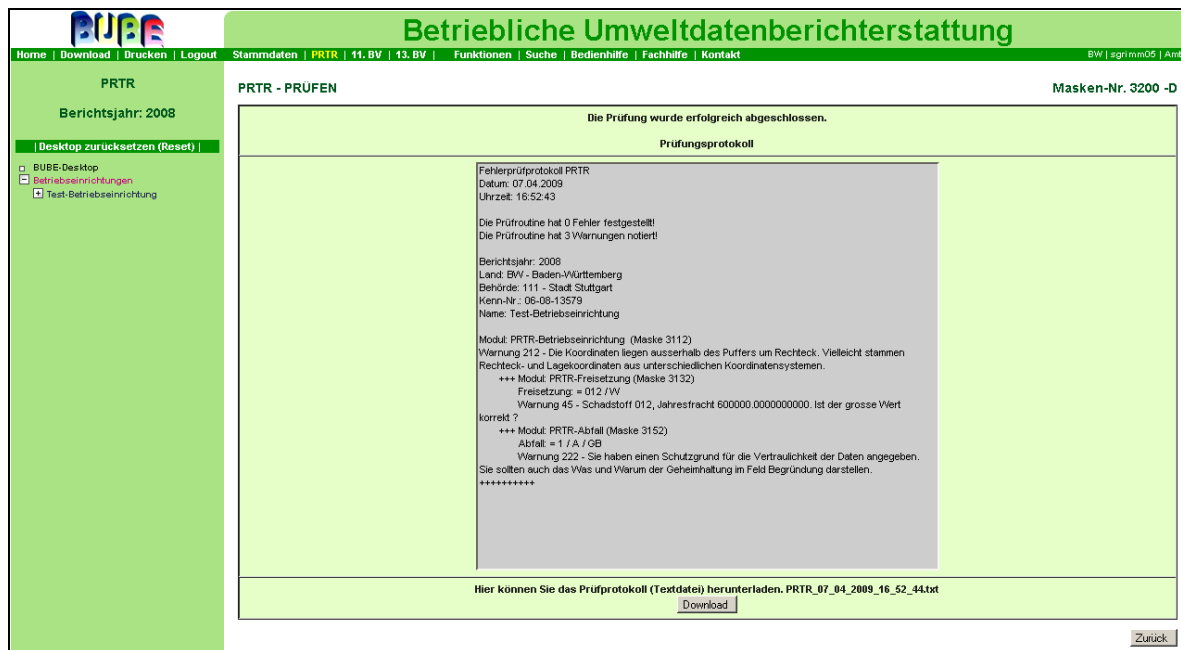 BUBE
Betriebliche Umweltdatenberichterstattung
Home | Download | Drucken | Logout
Stammdaten | PRTR | 11. BV | 13. BV | Funktionen | Suche | Bedienhilfe | Fachhilfe | Kontakt
BW | sgrimm05 | Amt
PRTR
Berichtsjahr: 2008
| Desktop zurücksetzen (Reset) |
BUBE-Desktop
Betriebseinrichtungen
Test-Betriebseinrichtung
PRTR - PRÜFEN
Masken-Nr. 3200 -D
Die Prüfung wurde erfolgreich abgeschlossen.
Prüfungsprotokoll
Fehlerprüfprotokoll PRTR
Datum: 07.04.2009
Uhrzeit: 16:52:43
Die Prüfroutine hat 0 Fehler festgestellt!
Die Prüfroutine hat 3 Warnungen notiert!
Berichtsjahr: 2008
Land: BW - Baden-Württemberg
Behörde: 111 - Stadt Stuttgart
Kenn-Nr.: 06-08-13579
Name: Test-Betriebseinrichtung
Modul: PRTR-Betriebseinrichtung (Maske 3112)
Warnung 212 - Die Koordinaten liegen ausserhalb des Puffers um Rechteck. Vielleicht stammen
Rechteck- und Lagekoordinaten aus unterschiedlichen Koordinatensystemen.
+++ Modul: PRTR-Freisetzung (Maske 3132)
Freisetzung: = 012 / W
Warnung 45 - Schadstoff 012, Jahresfracht 600000.0000000000. Ist der grosse Wert
korrekt ?
+++ Modul: PRTR-Abfall (Maske 3152)
Abfall: = 1 / A / GB
Warnung 222 - Sie haben einen Schutzgrund für die Vertraulichkeit der Daten angegeben.
Sie sollten auch das Was und Warum der Geheimhaltung im Feld Begründung darstellen.
++++++++++
Hier können Sie das Prüfprotokoll (Textdatei) herunterladen. PRTR_07_04_2009_16_52_44.txt
Download
Zurück